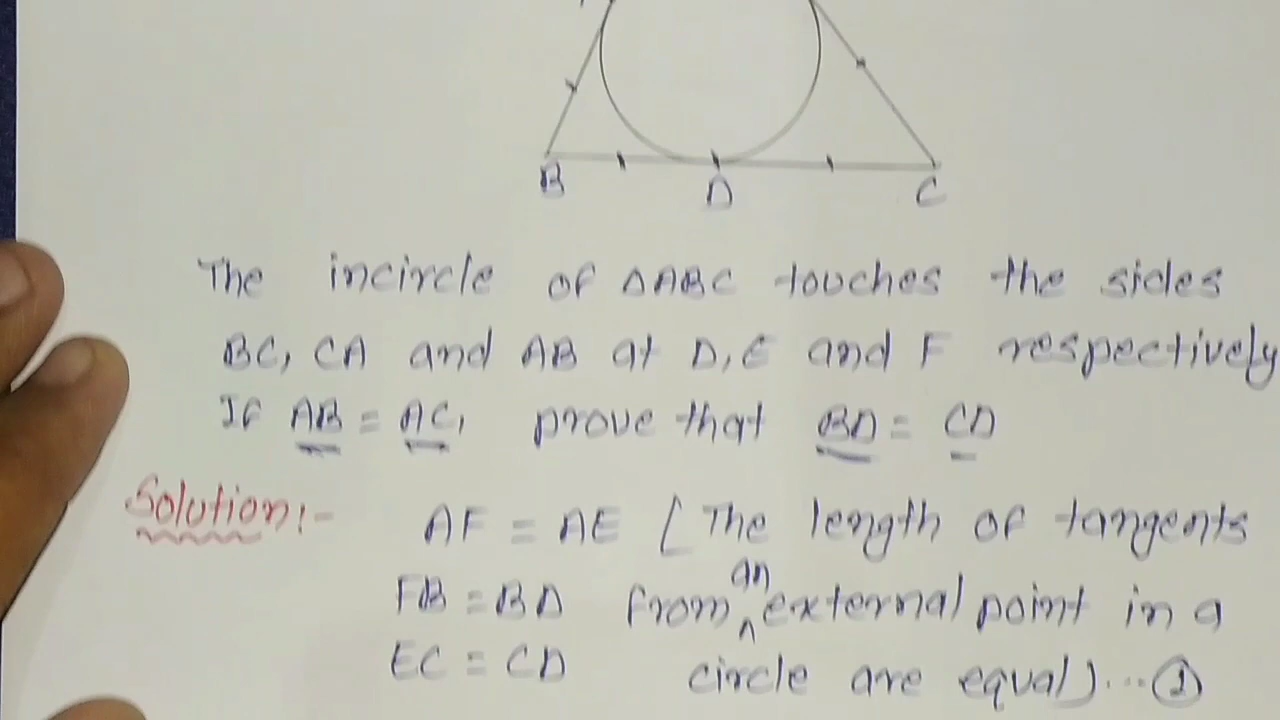 B D C
The incircle of ΔABC touches the sides
BC, CA and AB at D, E and F respectively
If AB = AC, prove that BD = CD
Solution:-
AF = AE [The length of tangents
FB = BD from an external point in a
EC = CD circle are equal)...①